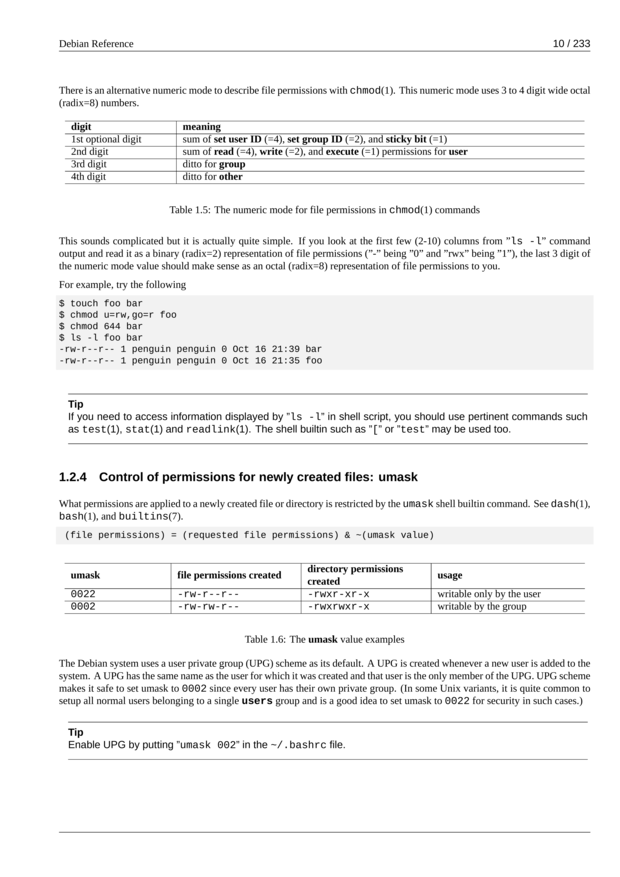 Debian Reference 10 / 233
There is an alternative numeric mode to describe file permissions with chmod(1). This numeric mode uses 3 to 4 digit wide octal
(radix=8) numbers.
digit meaning
1st optional digit sum of set user ID (=4), set group ID (=2), and sticky bit (=1)
2nd digit sum of read (=4), write (=2), and execute (=1) permissions for user
3rd digit ditto for group
4th digit ditto for other
Table 1.5: The numeric mode for file permissions in chmod(1) commands
This sounds complicated but it is actually quite simple. If you look at the first few (2-10) columns from "ls -l" command
output and read it as a binary (radix=2) representation of file permissions ("-" being "0" and "rwx" being "1"), the last 3 digit of
the numeric mode value should make sense as an octal (radix=8) representation of file permissions to you.
For example, try the following
$ touch foo bar
$ chmod u=rw,go=r foo
$ chmod 644 bar
$ ls -l foo bar
-rw-r--r-- 1 penguin penguin 0 Oct 16 21:39 bar
-rw-r--r-- 1 penguin penguin 0 Oct 16 21:35 foo
Tip
If you need to access information displayed by "ls -l" in shell script, you should use pertinent commands such
as test(1), stat(1) and readlink(1). The shell builtin such as "[" or "test" may be used too.
1.2.4 Control of permissions for newly created files: umask
What permissions are applied to a newly created file or directory is restricted by the umask shell builtin command. See dash(1),
bash(1), and builtins(7).
(file permissions) = (requested file permissions) & ~(umask value)
umask file permissions created directory permissions created usage
0022 -rw-r--r-- -rwxr-xr-x writable only by the user
0002 -rw-rw-r-- -rwxrwxr-x writable by the group
Table 1.6: The umask value examples
The Debian system uses a user private group (UPG) scheme as its default. A UPG is created whenever a new user is added to the
system. A UPG has the same name as the user for which it was created and that user is the only member of the UPG. UPG scheme
makes it safe to set umask to 0002 since every user has their own private group. (In some Unix variants, it is quite common to
setup all normal users belonging to a single users group and is a good idea to set umask to 0022 for security in such cases.)
Tip
Enable UPG by putting "umask 002" in the ~/.bashrc file.